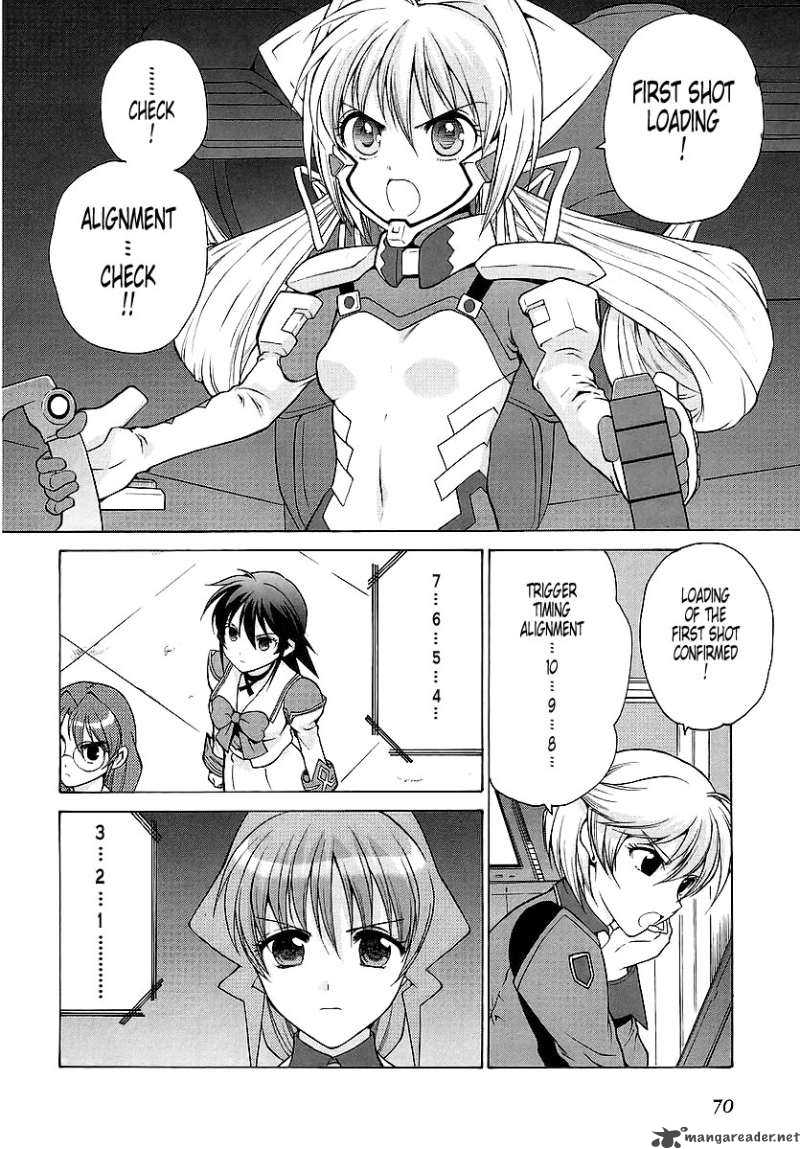 FIRST SHOT
LOADING
!
………
CHECK
!
ALIGNMENT
…
CHECK
!!
LOADING
OF THE
FIRST SHOT
CONFIRMED
!
TRIGGER
TIMING
ALIGNMENT
…
10
…
9
…
8
…
7
…
6
…
5
…
4
…
3
…
2
…
1
……………
70
mangareader.net